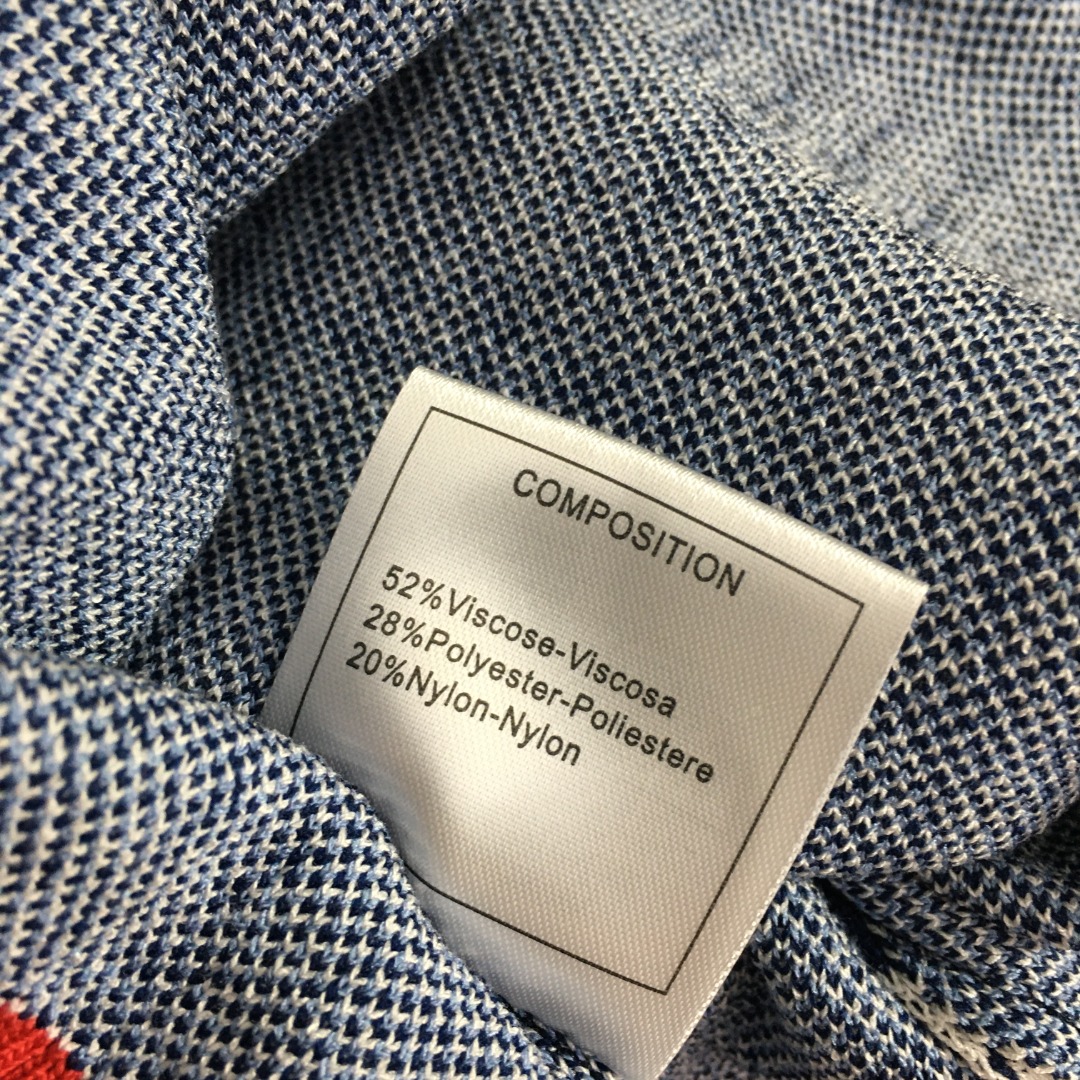 COMPOSITION
52%Viscose-Viscosa
28%Polyester-Poliestere
20%Nylon-Nylon